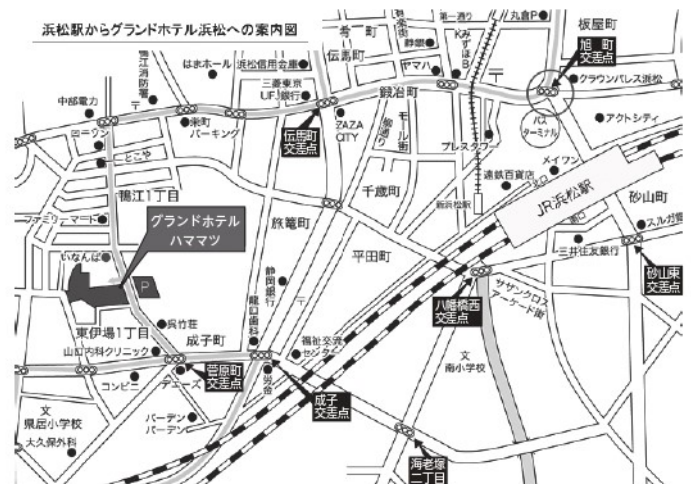 浜松駅からグランドホテル浜松への案内図
第一通り
丸倉P
板屋町
有楽街
肴町
静銀
みずほB
K
旭町
交差点
鴨江
消防署
はまホール
浜松信用金庫
伝馬町
ヤマハ
〒
クラウンパレス浜松
三菱東京
UFJ銀行
鍛冶町
中部電力
〒
栄町
パーキング
伝馬町
交差点
ZAZA
CITY
モール街
バス
ターミナル
アクトシティ
プレスタワー
メイワン
とこや
遠鉄百貨店
鴨江1丁目
千歳町
新浜松駅
JR浜松駅
砂山町
ファミリーマート
グランドホテル
ハママツ
旅篭町
スルガ銀
平田町
三井住友銀行
いなんば
P
静岡銀行
八幡橋西
交差点
サザンクロス
アーケード街
砂山東
交差点
呉竹荘
〒
東伊場1丁目
成子町
龍口歯科
山口内科クリニック
福祉交流
センター
文
南小学校
コンビニ
菅原町
交差点
労金
成子
交差点
文
県居小学校
バーデン
バーデン
大久保外科
海老塚
二丁目